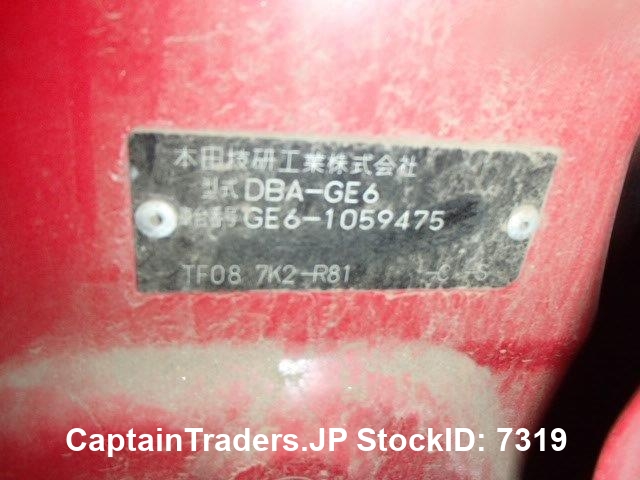 本田技研工業株式会社
型式 DBA-GE6
車台番号 GE6-1059475
TF08 7K2-R81 -C -S
CaptainTraders.JP StockID: 7319